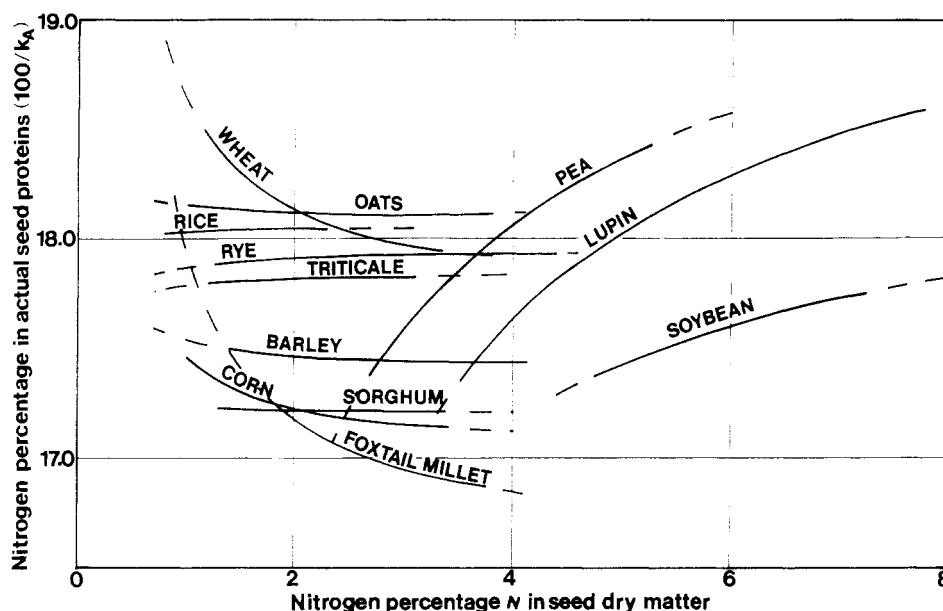 19.0
WHEAT
PEA
OATS
RICE
LUPIN
18.0
RYE
TRITICALE
SOYBEAN
BARLEY
CORN
SORGHUM
FOXTAIL MILLET
17.0
0
2
4
6
8
Nitrogen percentage N in seed dry matter
Nitrogen percentage in actual seed proteins (100/kA)